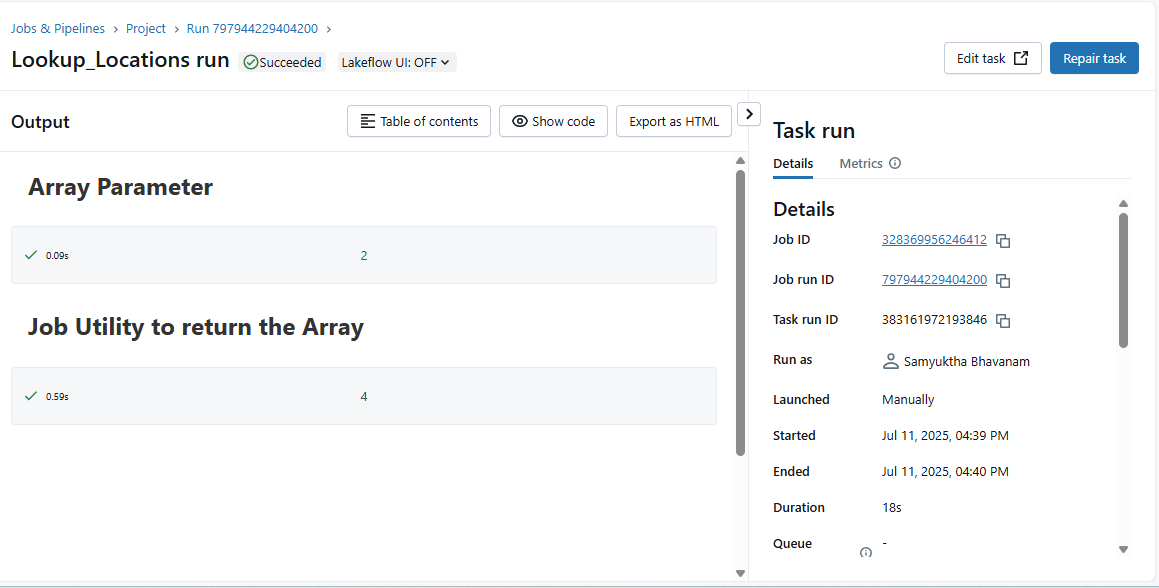 Jobs & Pipelines > Project > Run 797944229404200 >
Lookup_Locations run Succeeded Lakeflow UI: OFF
Edit task Repair task
Output Table of contents Show code Export as HTML
Array Parameter
0.09s 2
Job Utility to return the Array
0.59s 4
Task run
Details Metrics
Details
Job ID 328369956246412
Job run ID 797944229404200
Task run ID 383161972193846
Run as Samyuktha Bhavanam
Launched Manually
Started Jul 11, 2025, 04:39 PM
Ended Jul 11, 2025, 04:40 PM
Duration 18s
Queue -